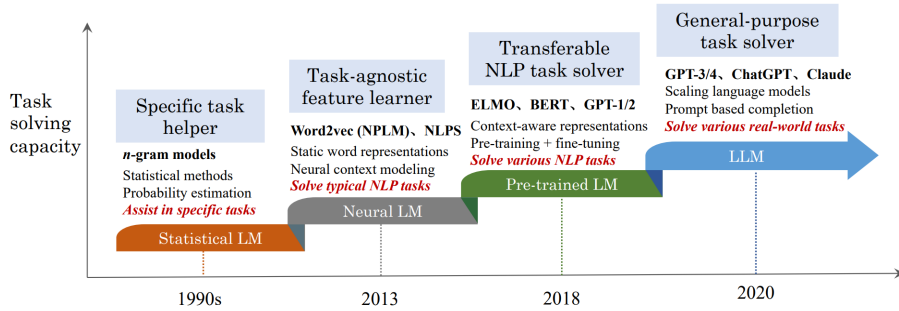 Task
solving
capacity
Specific task
helper
n-gram models
Statistical methods
Probability estimation
Assist in specific tasks
Statistical LM
1990s
Task-agnostic
feature learner
Word2vec (NPLM)、NLPS
Static word representations
Neural context modeling
Solve typical NLP tasks
Neural LM
2013
Transferable
NLP task solver
ELMO、BERT、GPT-1/2
Context-aware representations
Pre-training + fine-tuning
Solve various NLP tasks
Pre-trained LM
2018
General-purpose
task solver
GPT-3/4、ChatGPT、Claude
Scaling language models
Prompt based completion
Solve various real-world tasks
LLM
2020